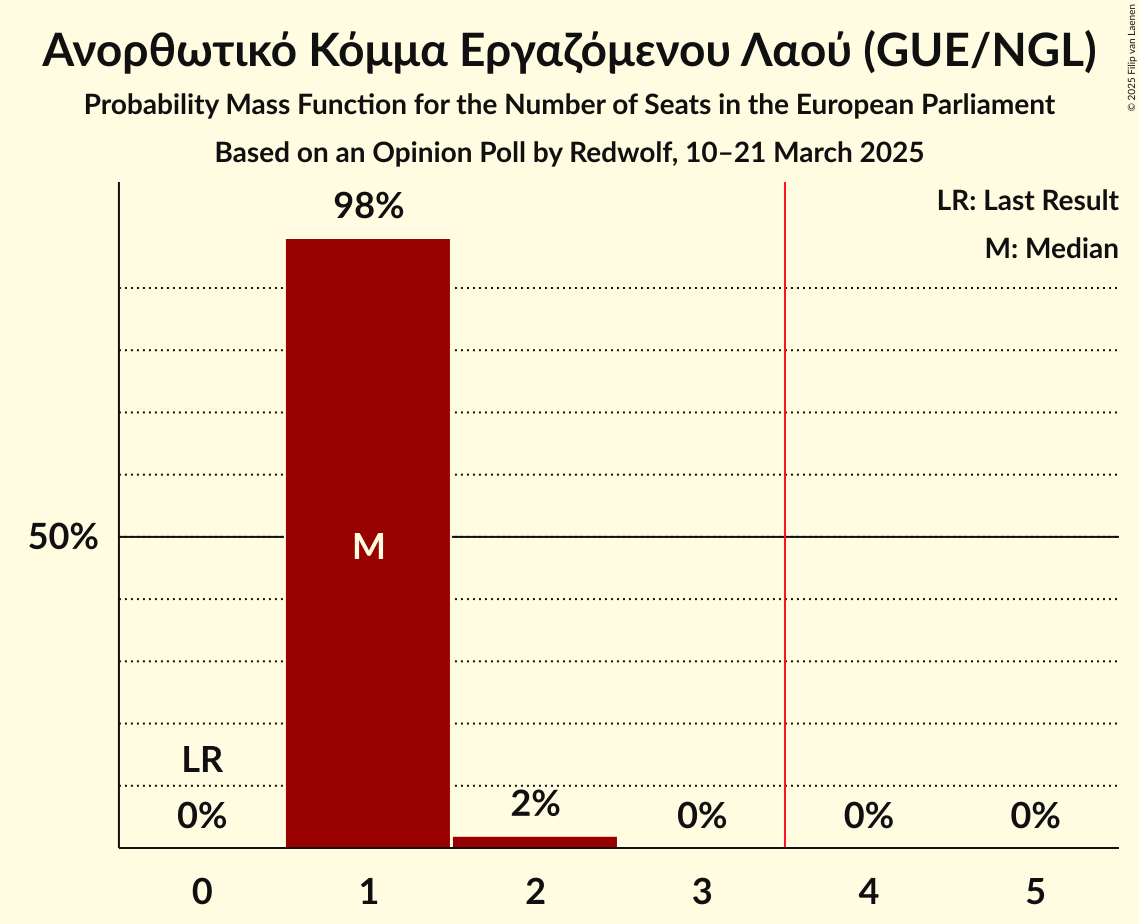 Ανορθωτικό Κόμμα Εργαζόμενου Λαού (GUE/NGL)
Probability Mass Function for the Number of Seats in the European Parliament
Based on an Opinion Poll by Redwolf, 10–21 March 2025
© 2025 Filip van Laenen
LR: Last Result
M: Median
98%
50%
M
LR
0%
2%
0%
0%
0%
0
1
2
3
4
5